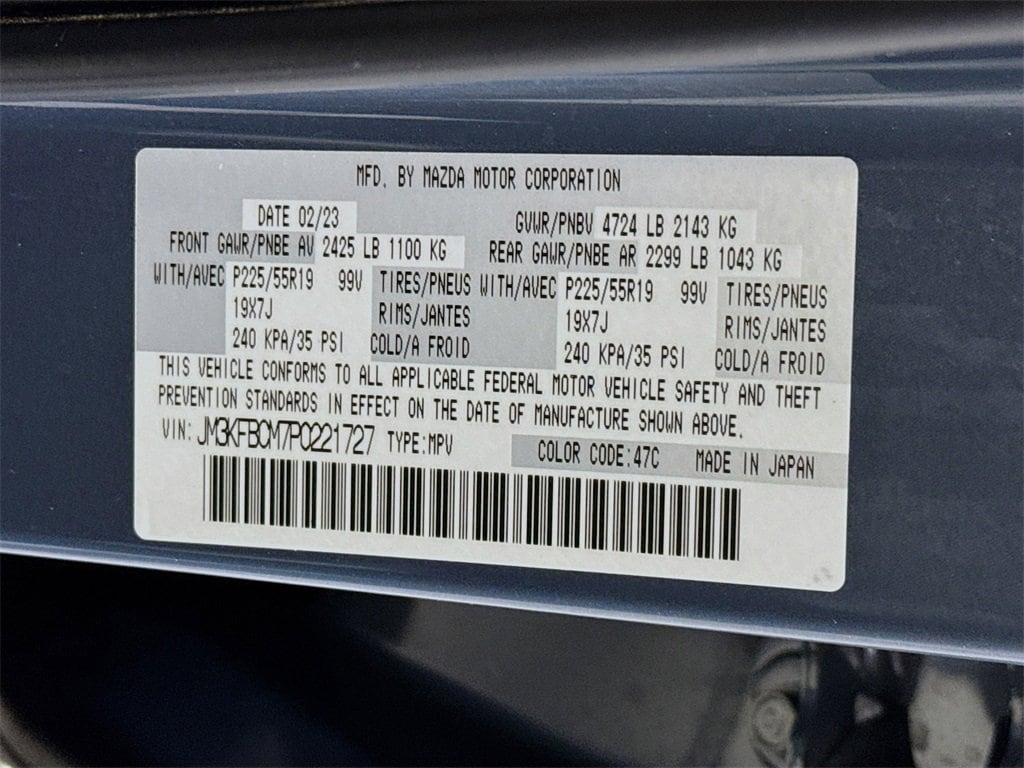 MFD. BY MAZDA MOTOR CORPORATION
DATE 02/23 GVWR/PNBV 4724 LB 2143 KG
FRONT GAWR/PNBE AV 2425 LB 1100 KG REAR GAWR/PNBE AR 2299 LB 1043 KG
WITH/AVEC P225/55R19 99V TIRES/PNEUS WITH/AVEC P225/55R19 99V TIRES/PNEUS
19X7J RIMS/JANTES 19X7J RIMS/JANTES
240 KPA/35 PSI COLD/A FROID 240 KPA/35 PSI COLD/A FROID
THIS VEHICLE CONFORMS TO ALL APPLICABLE FEDERAL MOTOR VEHICLE SAFETY AND THEFT
PREVENTION STANDARDS IN EFFECT ON THE DATE OF MANUFACTURE SHOWN ABOVE.
VIN: JM3KFBCM7P0221727 TYPE:MPV COLOR CODE:47C MADE IN JAPAN